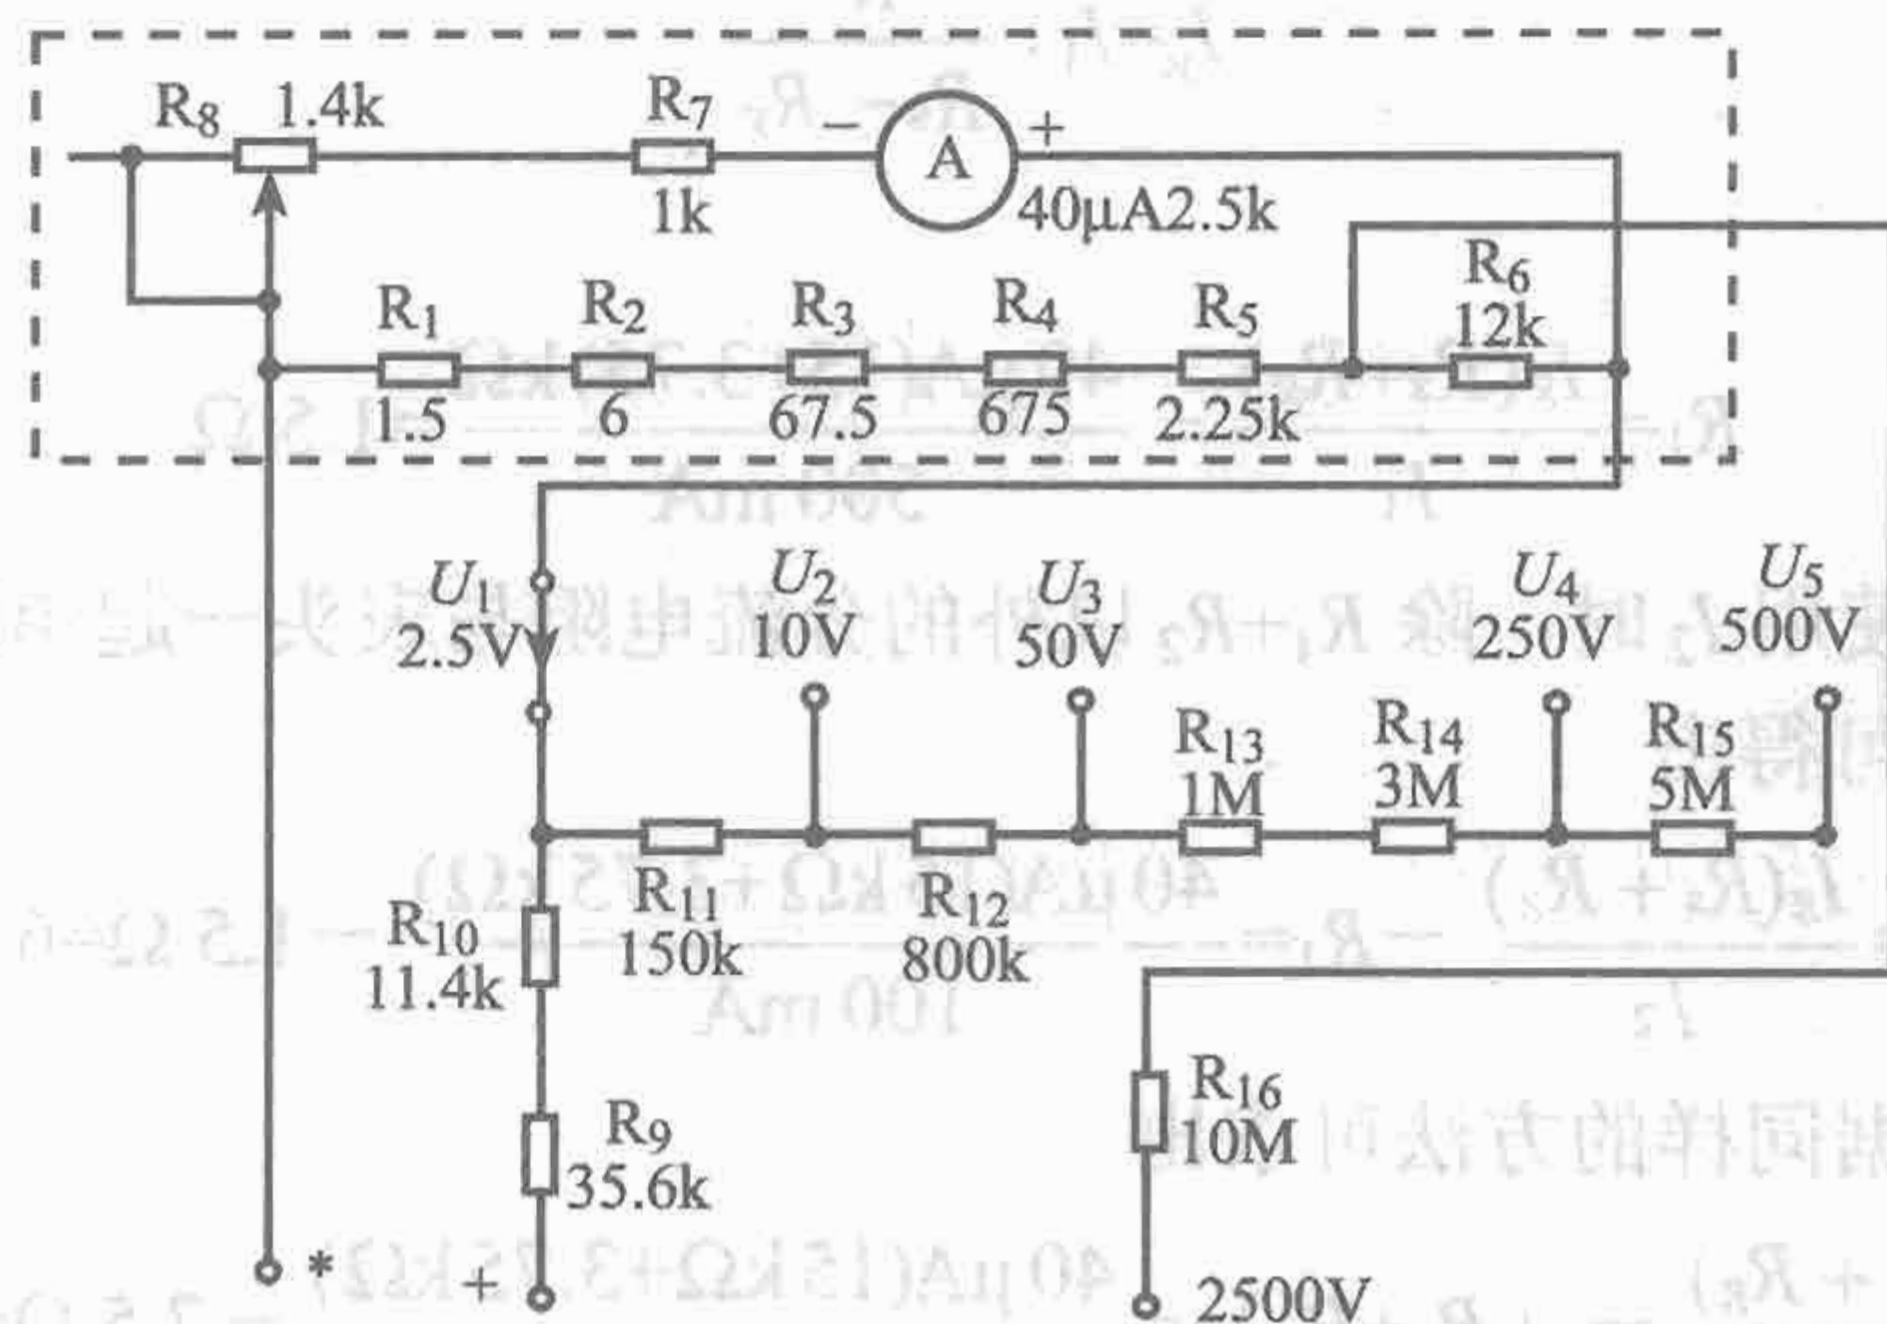 R8 1.4k
R7
1k
− A +
40μA2.5k
R1
1.5
R2
6
R3
67.5
R4
675
R5
2.25k
R6
12k
U1
2.5V
U2
10V
U3
50V
U4
250V
U5
500V
R13
1M
R14
3M
R15
5M
R11
150k
R12
800k
R10
11.4k
R9
35.6k
R16
10M
*
+
2500V